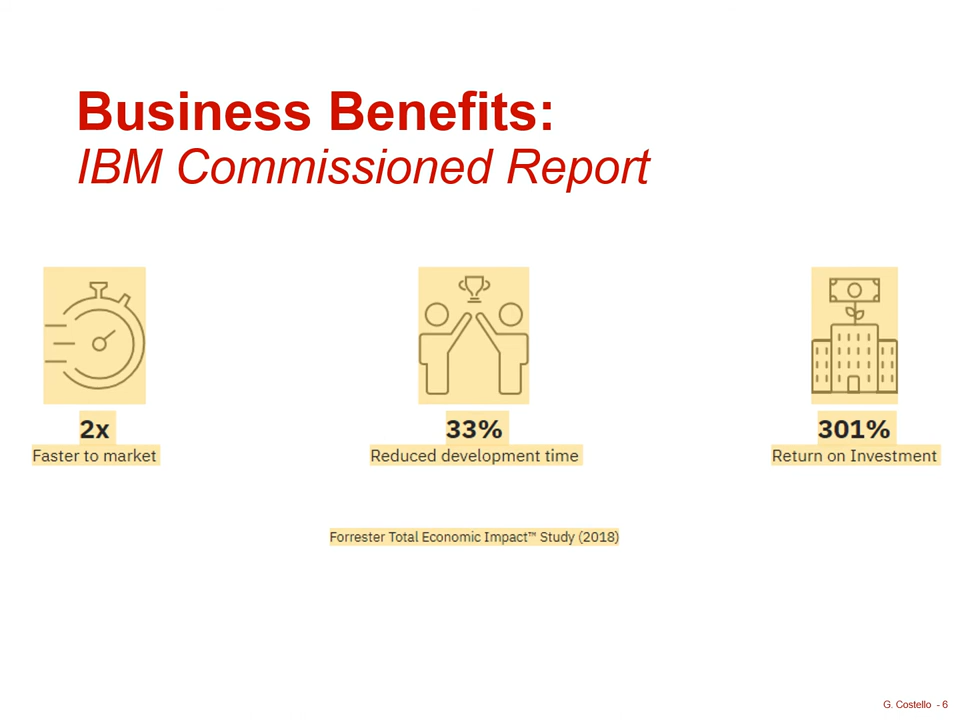 Business Benefits:
IBM Commissioned Report
2x
Faster to market
33%
Reduced development time
301%
Return on Investment
Forrester Total Economic Impact™ Study (2018)
G. Costello - 6